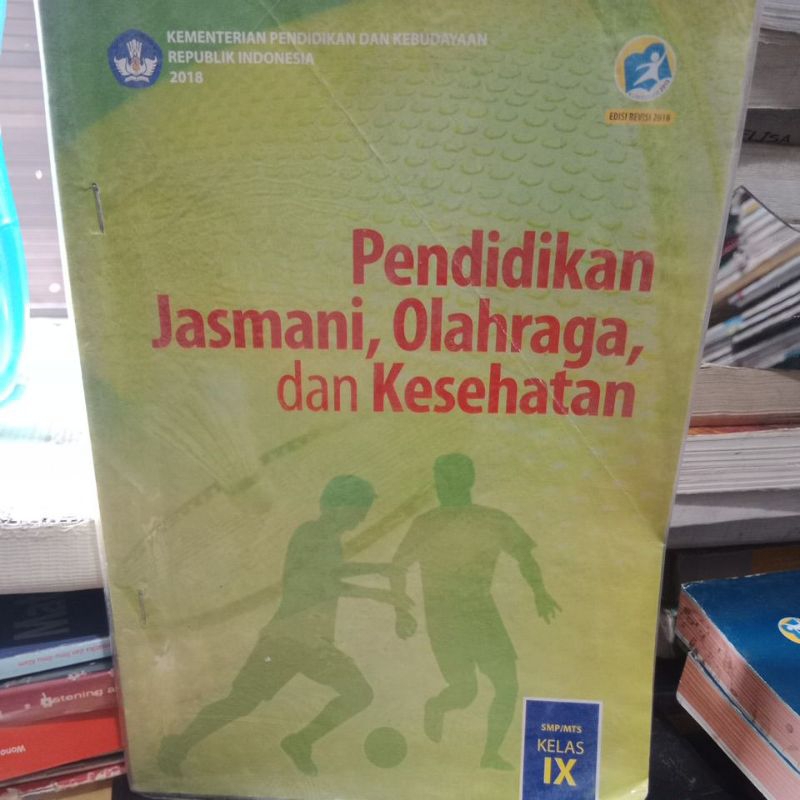 KEMENTERIAN PENDIDIKAN DAN KEBUDAYAAN
REPUBLIK INDONESIA
2018
EDISI REVISI 2018
Pendidikan
Jasmani, Olahraga,
dan Kesehatan
SMP/MTS
KELAS
IX
ELISA